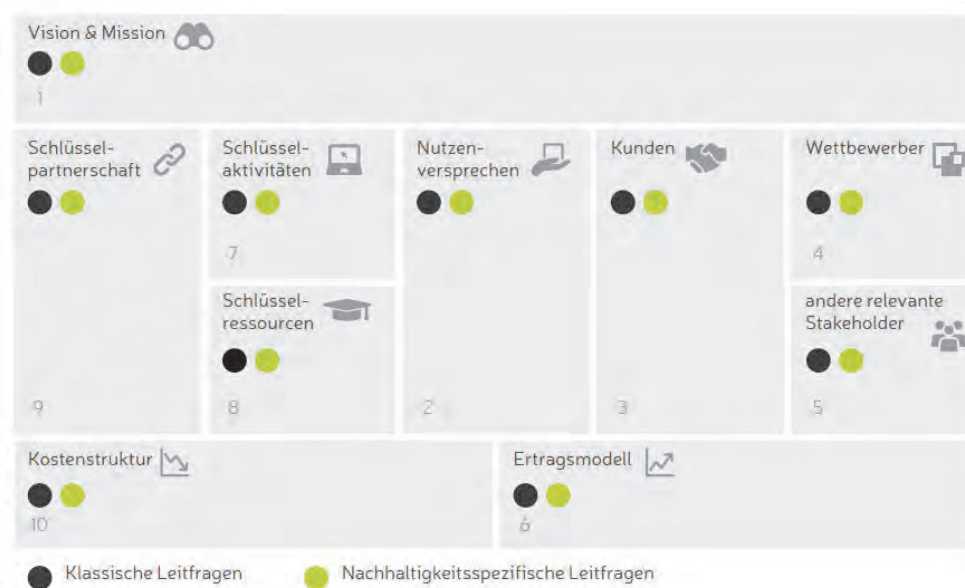 Vision & Mission
1
Schlüssel-
partnerschaft
9
Schlüssel-
aktivitäten
7
Schlüssel-
ressourcen
8
Nutzen-
versprechen
2
Kunden
3
Wettbewerber
4
andere relevante
Stakeholder
5
Kostenstruktur
10
Ertragsmodell
6
Klassische Leitfragen
Nachhaltigkeitsspezifische Leitfragen